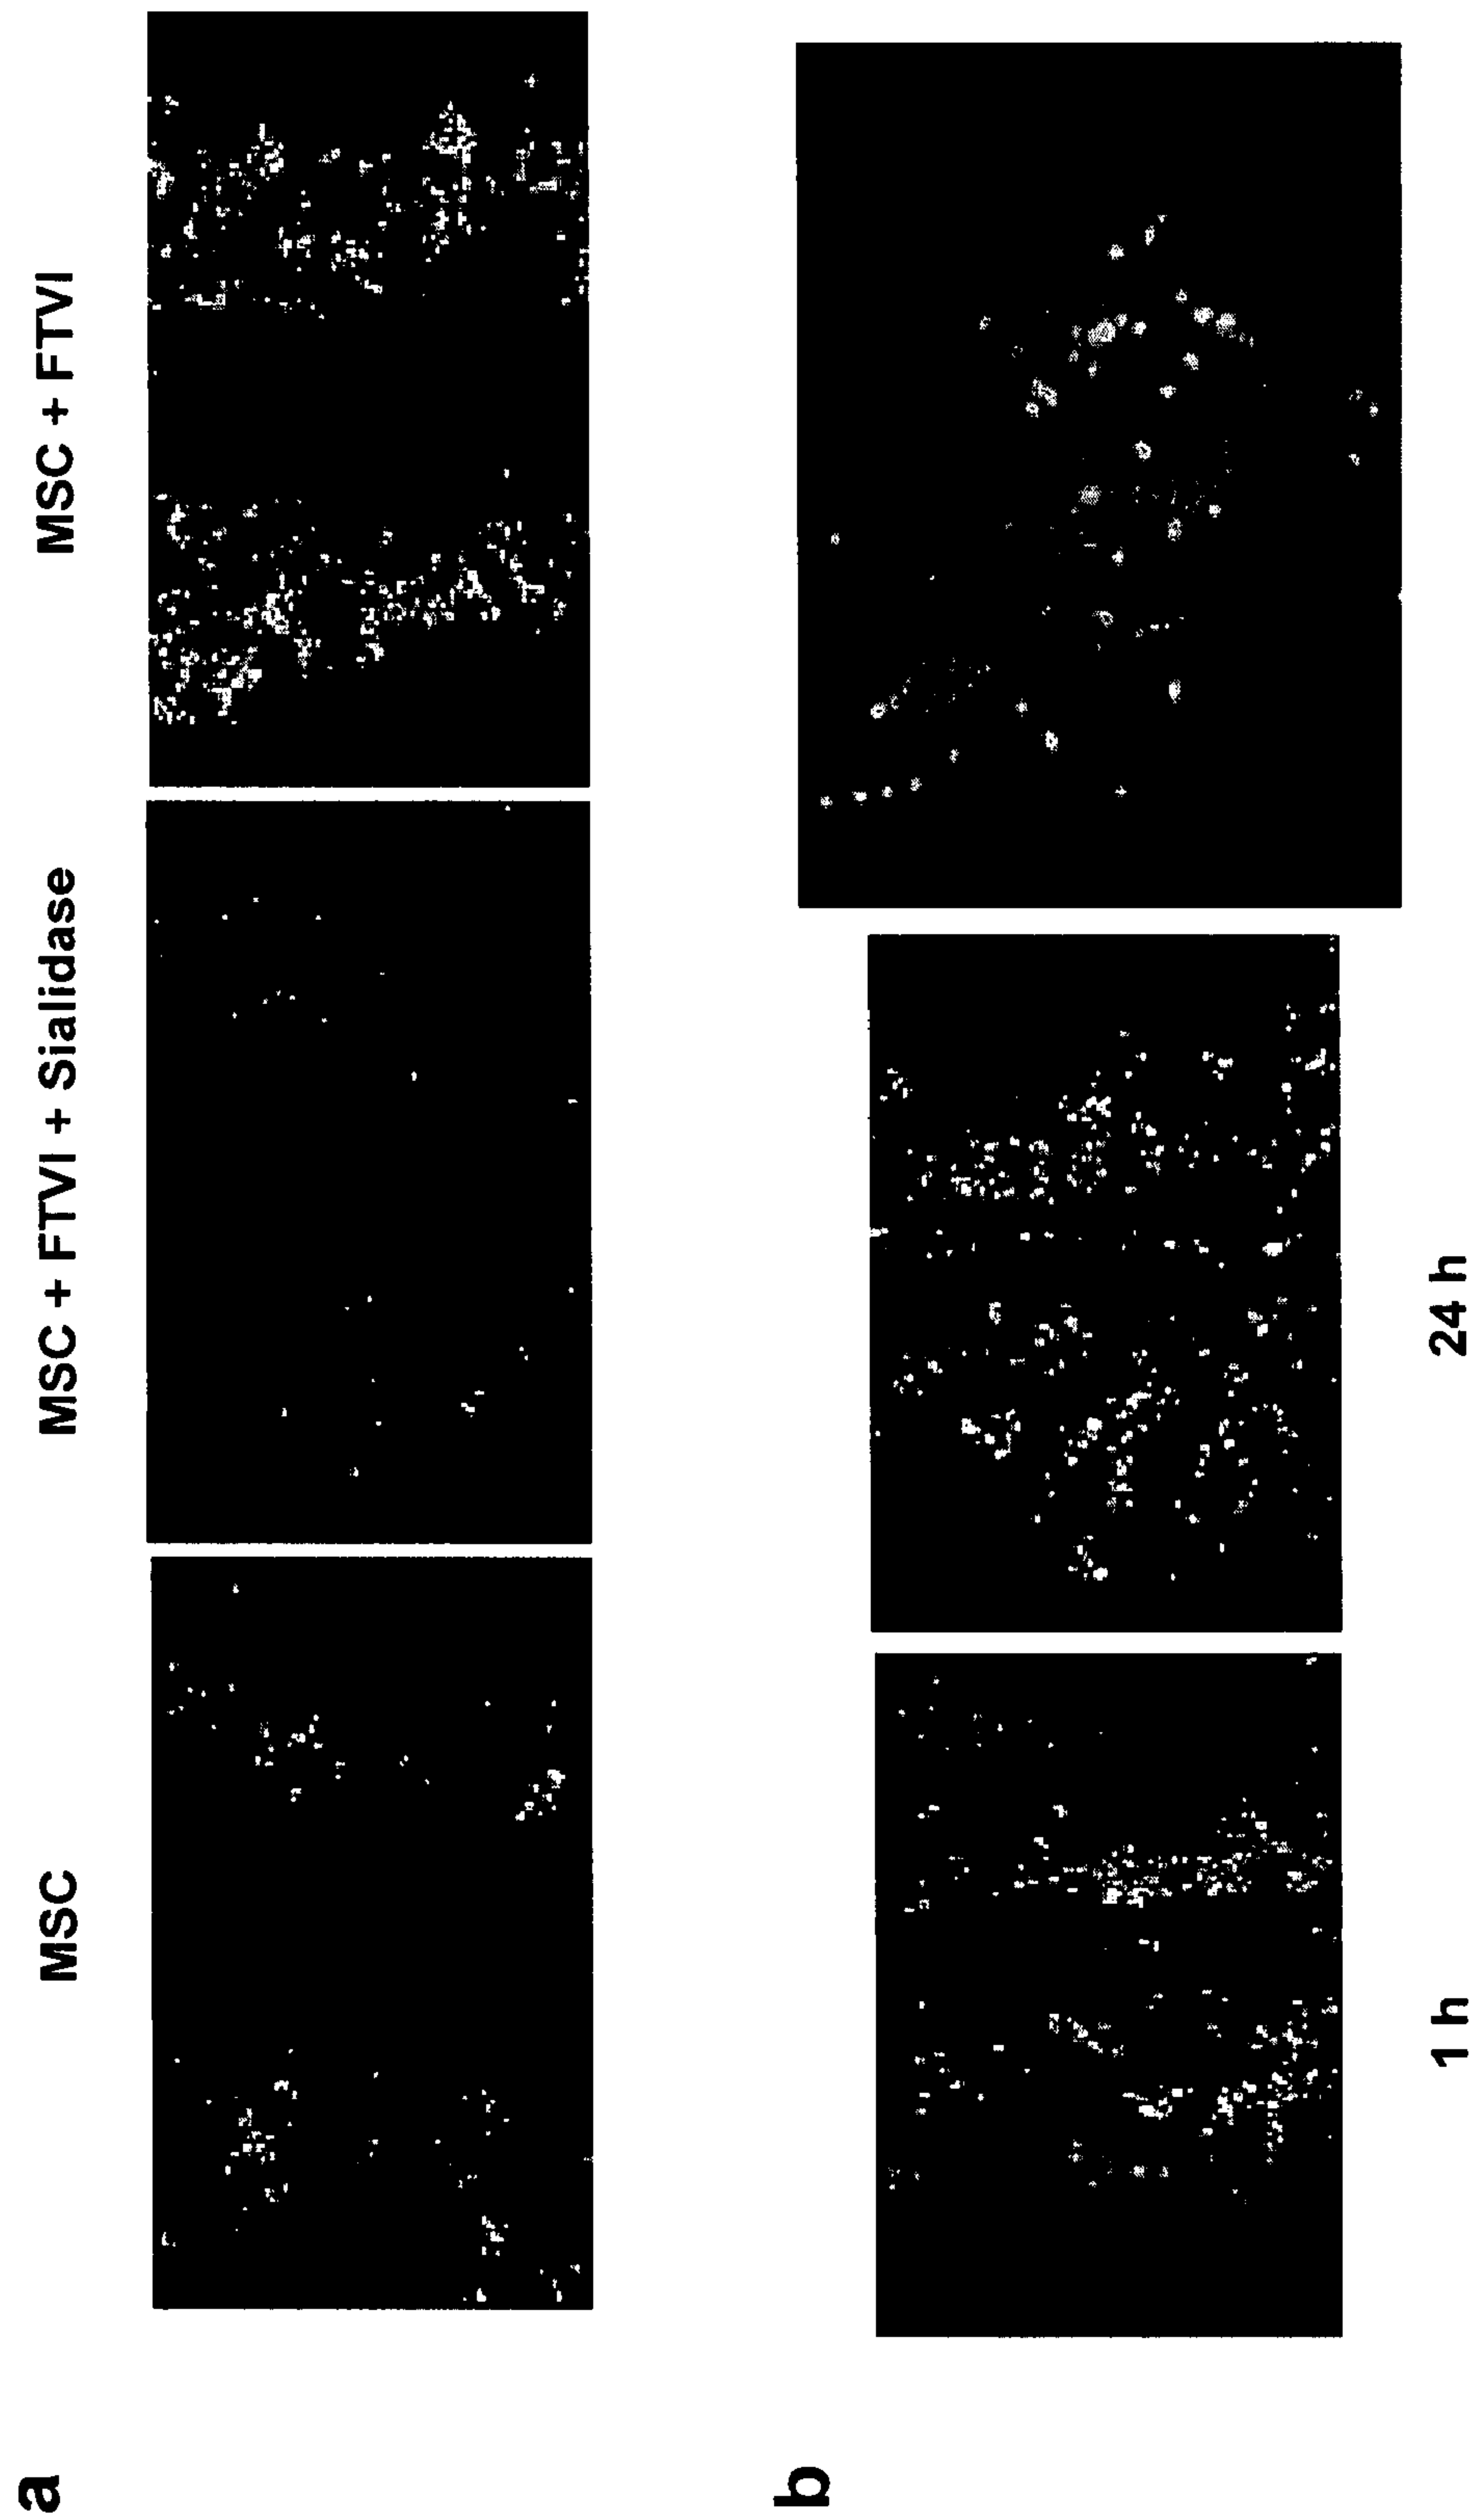 a
MSC
MSC + FTVI + Sialidase
MSC + FTVI
b
1 h
24 h